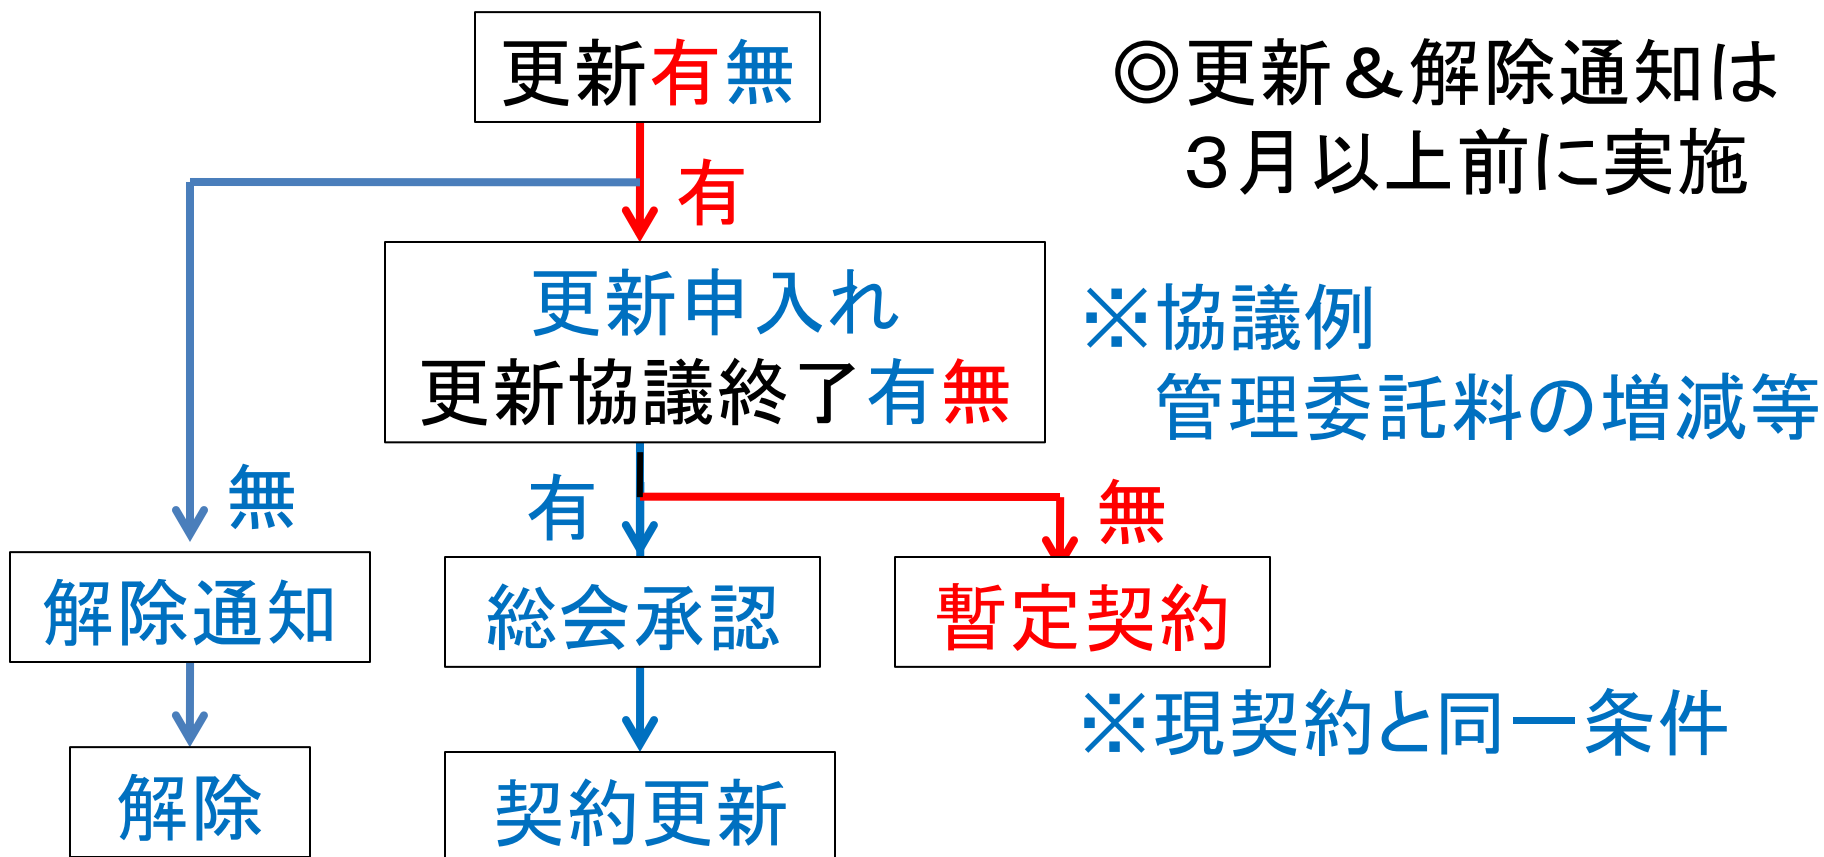 更新有無
◎更新＆解除通知は
３月以上前に実施
有
更新申入れ
更新協議終了有無
※協議例
管理委託料の増減等
無
有
無
解除通知
総会承認
暫定契約
※現契約と同一条件
解除
契約更新